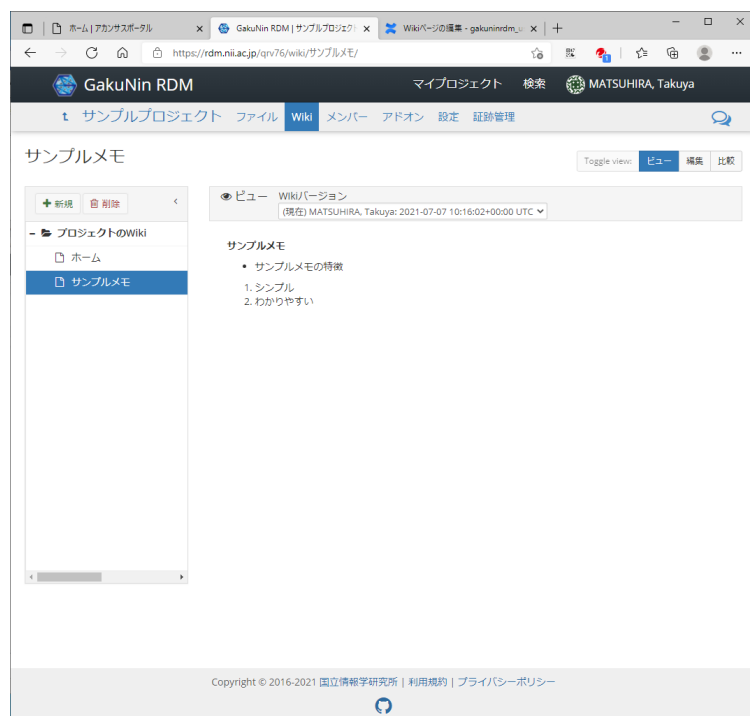 ホーム | アカンサスポータル
GakuNin RDM | サンプルプロジェクト
Wikiページの編集 - gakuninrdm_u
https://rdm.nii.ac.jp/qrv76/wiki/サンプルメモ/
1
GakuNin RDM マイプロジェクト 検索 MATSUHIRA, Takuya
サンプルプロジェクト ファイル Wiki メンバー アドオン 設定 証跡管理
サンプルメモ
Toggle view: ビュー 編集 比較
新規 削除
プロジェクトのWiki
ホーム
サンプルメモ
ビュー Wikiバージョン
(現在) MATSUHIRA, Takuya: 2021-07-07 10:16:02+00:00 UTC
サンプルメモ
• サンプルメモの特徴
1. シンプル
2. わかりやすい
Copyright © 2016-2021 国立情報学研究所 | 利用規約 | プライバシーポリシー